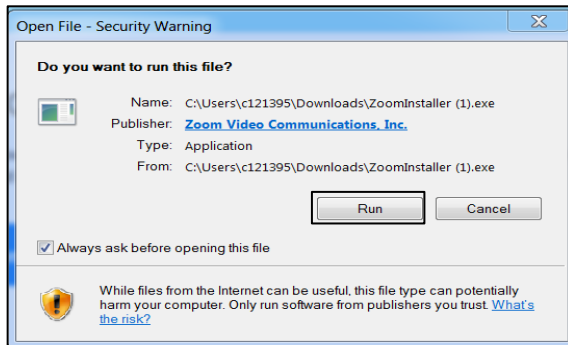 Open File - Security Warning
X
Do you want to run this file?
Name: C:\Users\c121395\Downloads\ZoomInstaller (1).exe
Publisher: Zoom Video Communications, Inc.
Type: Application
From: C:\Users\c121395\Downloads\ZoomInstaller (1).exe
Run Cancel
Always ask before opening this file
While files from the Internet can be useful, this file type can potentially
harm your computer. Only run software from publishers you trust. What's
the risk?